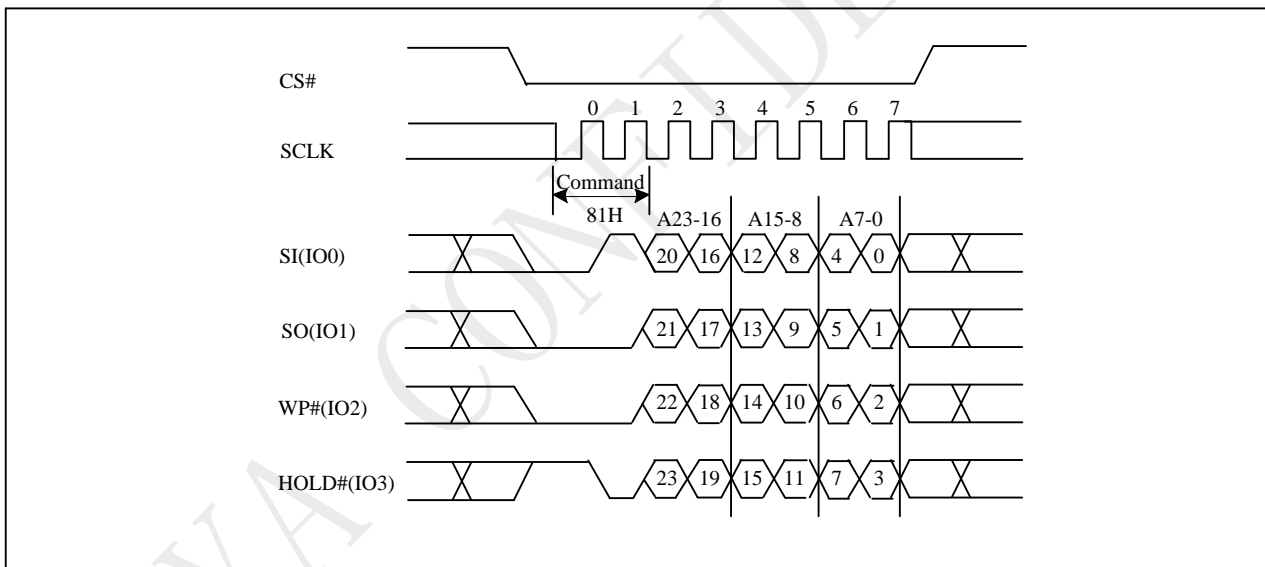 CS#
0 1 2 3 4 5 6 7
SCLK
Command
81H A23-16 A15-8 A7-0
SI(IO0) 20 16 12 8 4 0
SO(IO1) 21 17 13 9 5 1
WP#(IO2) 22 18 14 10 6 2
HOLD#(IO3) 23 19 15 11 7 3